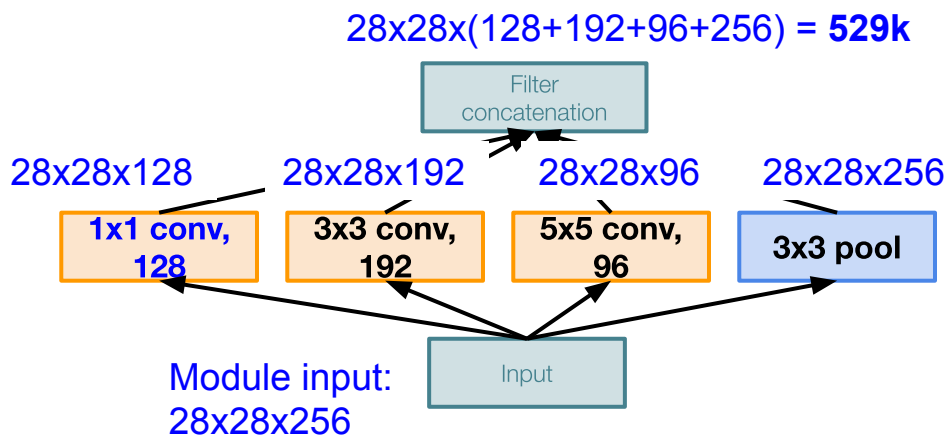 28x28x(128+192+96+256) = 529k
Filter
concatenation
28x28x128
28x28x192
28x28x96
28x28x256
1x1 conv,
128
3x3 conv,
192
5x5 conv,
96
3x3 pool
Input
Module input:
28x28x256